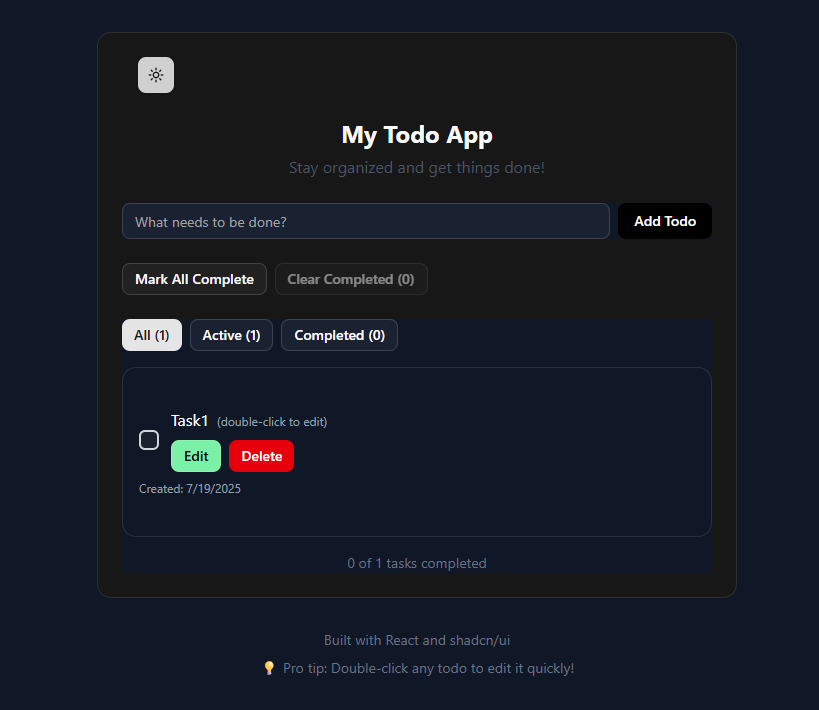 My Todo App
Stay organized and get things done!
What needs to be done? Add Todo
Mark All Complete Clear Completed (0)
All (1) Active (1) Completed (0)
Task1 (double-click to edit)
Edit Delete
Created: 7/19/2025
0 of 1 tasks completed
Built with React and shadcn/ui
💡 Pro tip: Double-click any todo to edit it quickly!